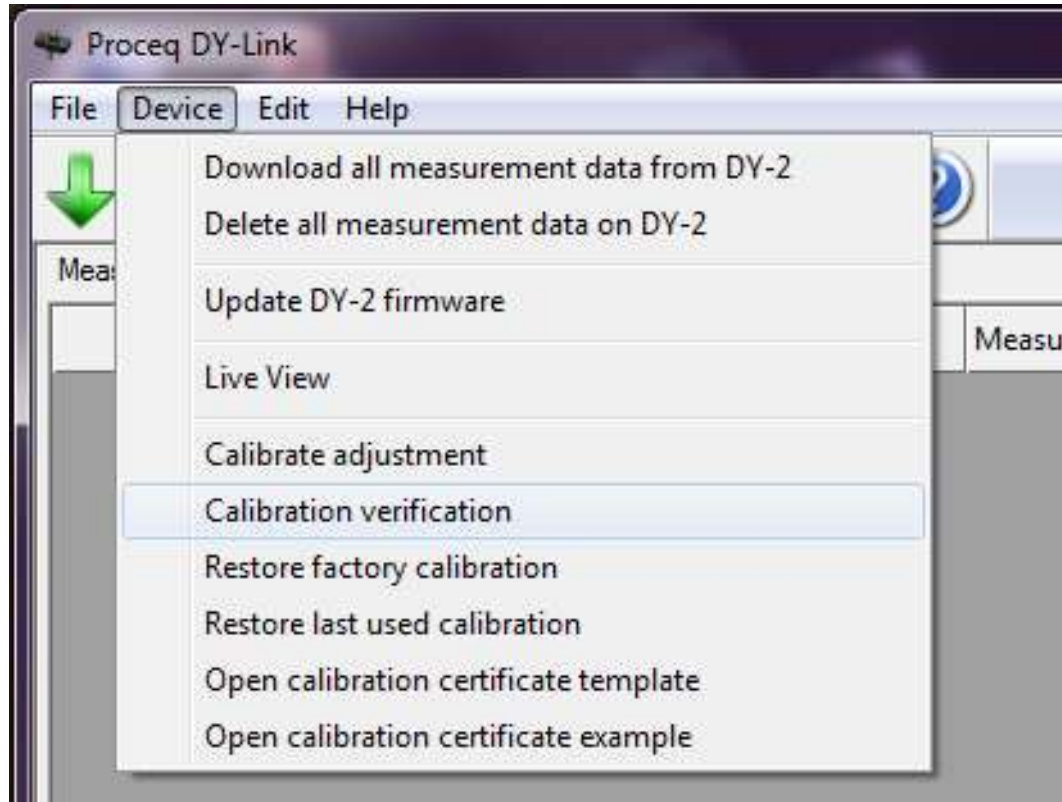 Proceq DY-Link
File Device Edit Help
Download all measurement data from DY-2
Delete all measurement data on DY-2
Update DY-2 firmware
Live View
Calibrate adjustment
Calibration verification
Restore factory calibration
Restore last used calibration
Open calibration certificate template
Open calibration certificate example
Meas
Measu